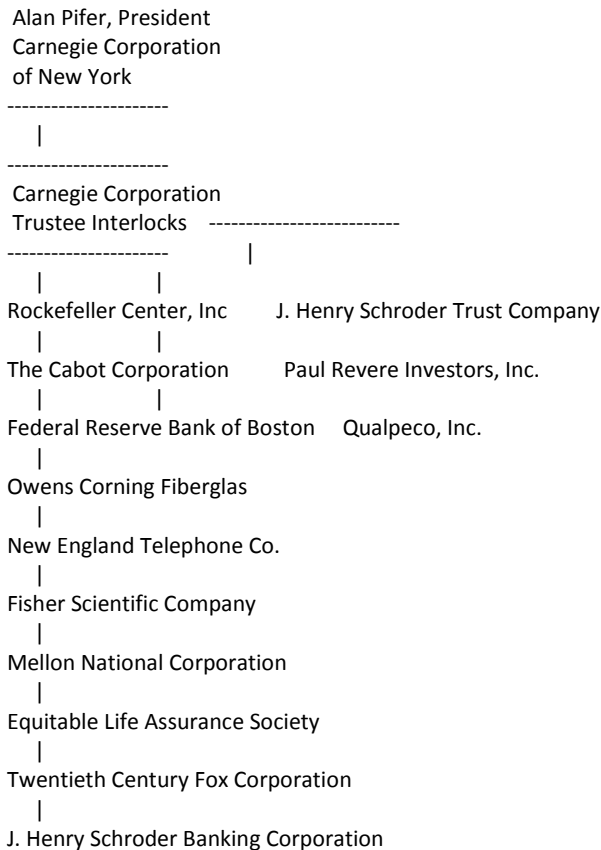 Alan Pifer, President
Carnegie Corporation
of New York
----------------------
|
----------------------
Carnegie Corporation
Trustee Interlocks --------------------------
---------------------- |
| |
Rockefeller Center, Inc J. Henry Schroder Trust Company
| |
The Cabot Corporation Paul Revere Investors, Inc.
| |
Federal Reserve Bank of Boston Qualpeco, Inc.
|
Owens Corning Fiberglas
|
New England Telephone Co.
|
Fisher Scientific Company
|
Mellon National Corporation
|
Equitable Life Assurance Society
|
Twentieth Century Fox Corporation
|
J. Henry Schroder Banking Corporation